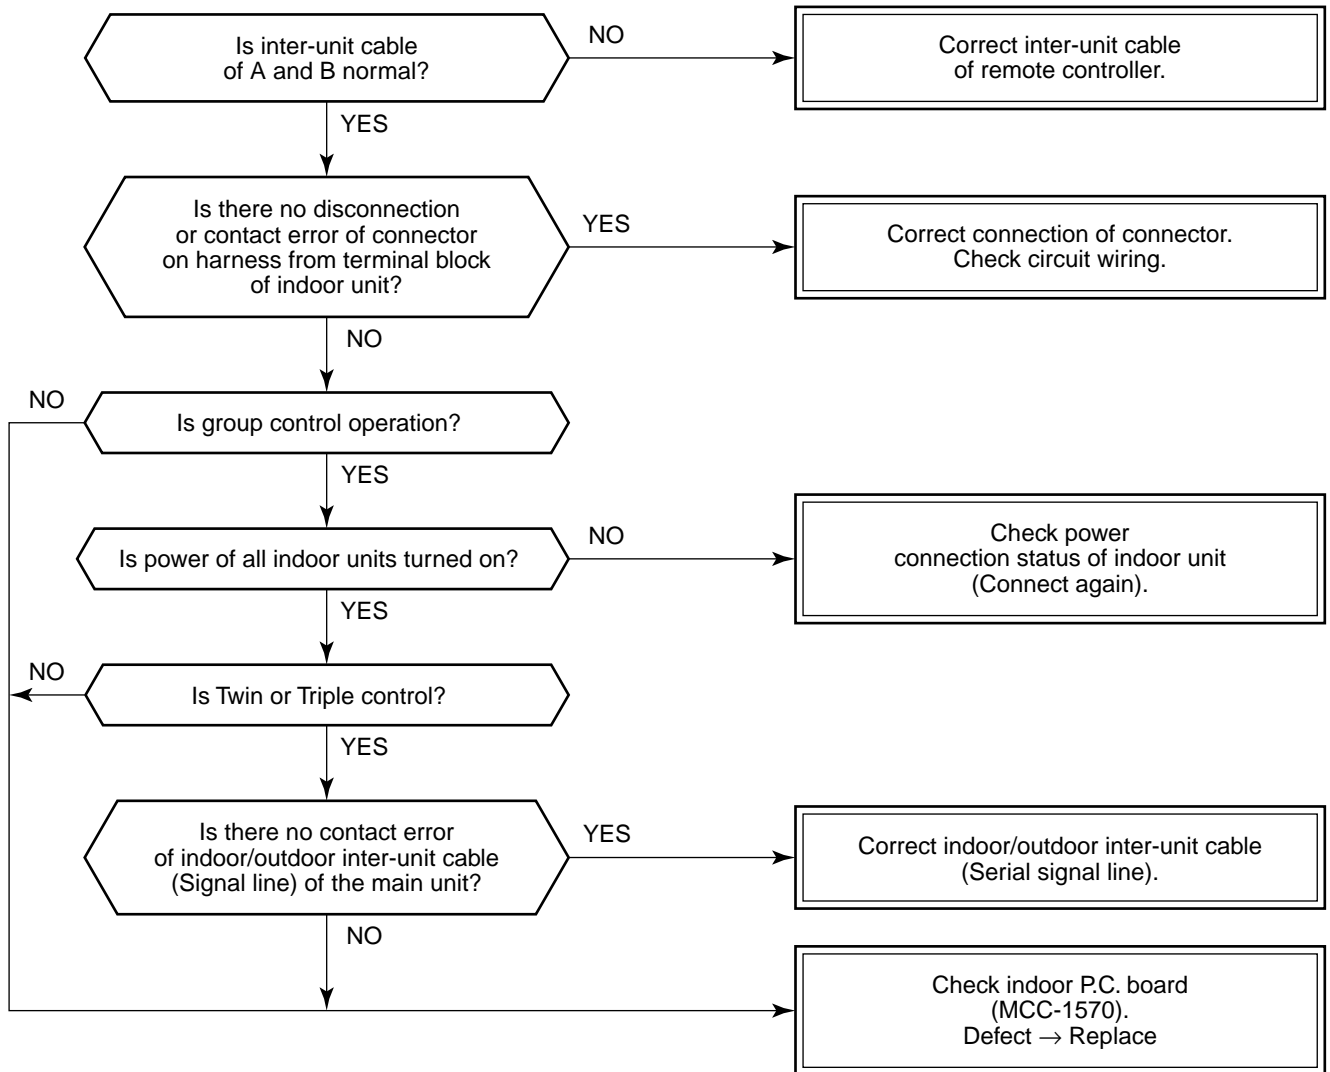 Is inter-unit cable
of A and B normal?
NO
Correct inter-unit cable
of remote controller.
YES
Is there no disconnection
or contact error of connector
on harness from terminal block
of indoor unit?
YES
Correct connection of connector.
Check circuit wiring.
NO
NO
Is group control operation?
YES
Is power of all indoor units turned on?
NO
Check power
connection status of indoor unit
(Connect again).
YES
NO
Is Twin or Triple control?
YES
Is there no contact error
of indoor/outdoor inter-unit cable
(Signal line) of the main unit?
YES
Correct indoor/outdoor inter-unit cable
(Serial signal line).
NO
Check indoor P.C. board
(MCC-1570).
Defect → Replace